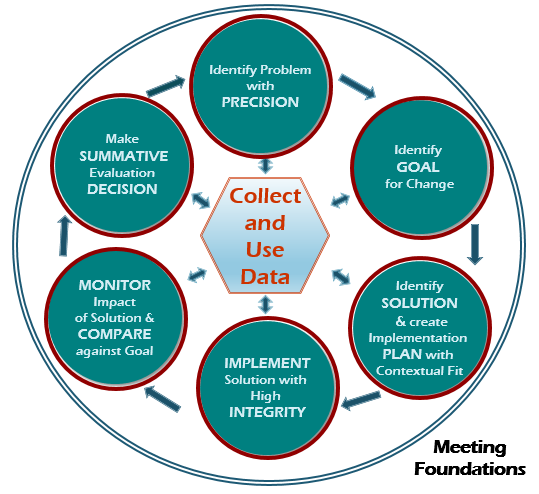 Identify Problem
with
PRECISION
Identify
GOAL
for Change
Identify
SOLUTION
& create
Implementation
PLAN with
Contextual Fit
IMPLEMENT
Solution with
High
INTEGRITY
MONITOR
Impact
of Solution &
COMPARE
against Goal
Make
SUMMATIVE
Evaluation
DECISION
Collect
and
Use
Data
Meeting
Foundations